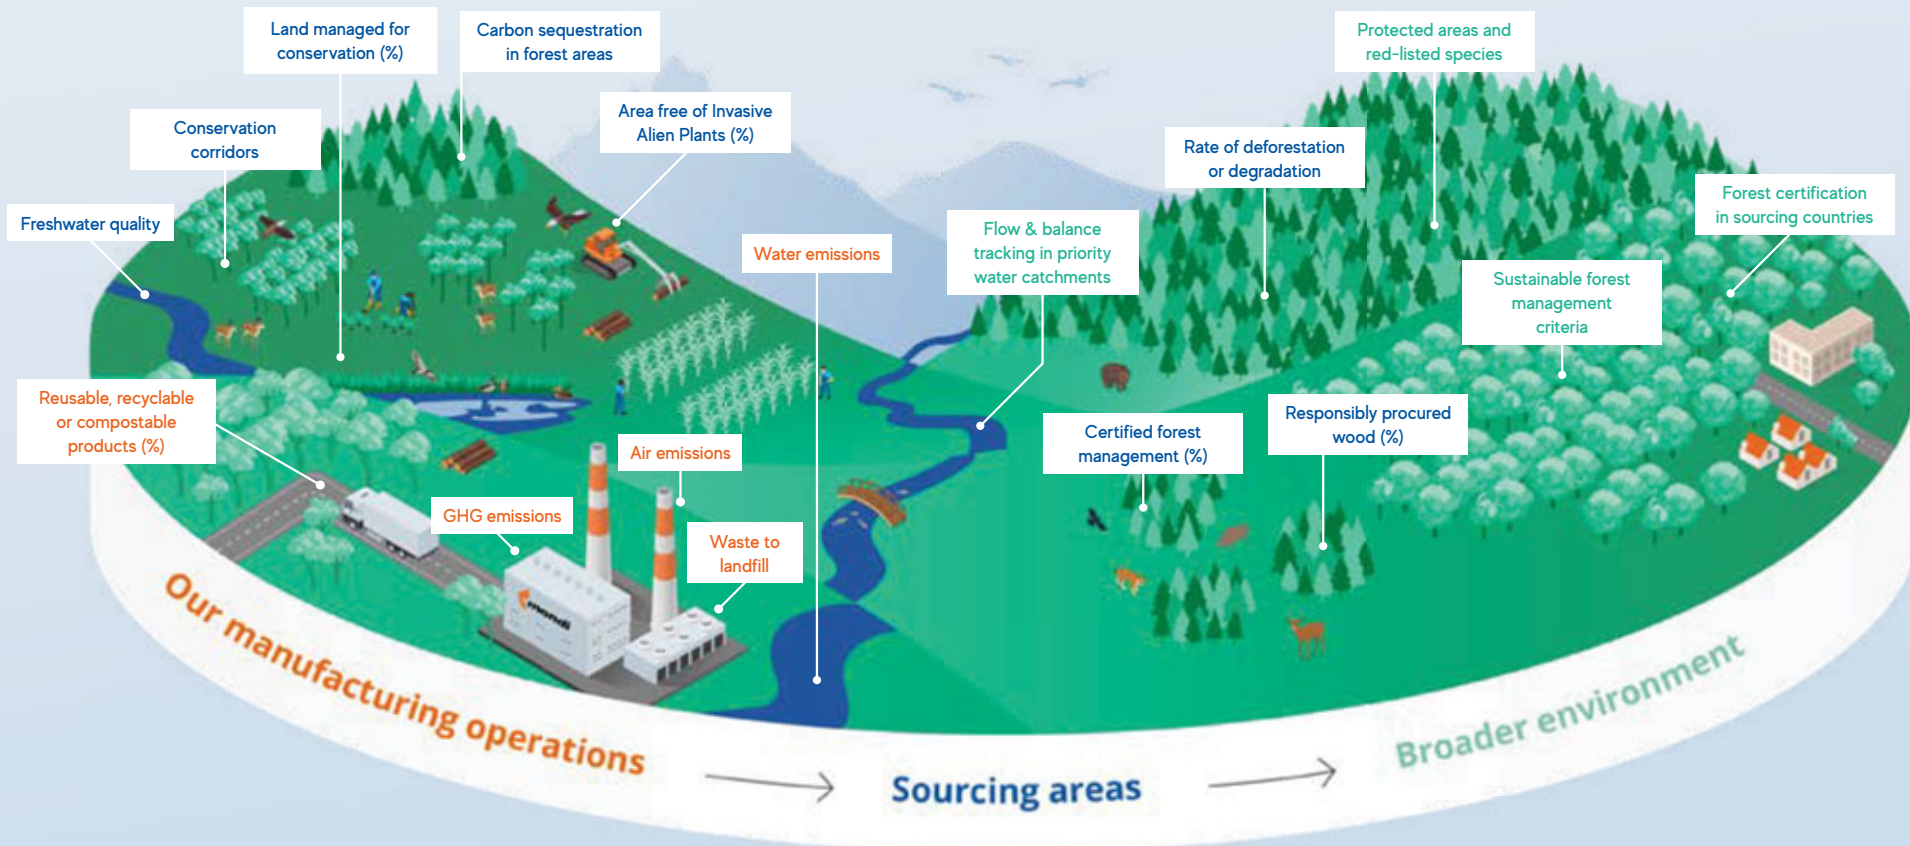 Land managed for
conservation (%)
Carbon sequestration
in forest areas
Protected areas and
red-listed species
Area free of Invasive
Alien Plants (%)
Conservation
corridors
Rate of deforestation
or degradation
Forest certification
in sourcing countries
Freshwater quality
Water emissions
Flow & balance
tracking in priority
water catchments
Sustainable forest
management
criteria
Reusable, recyclable
or compostable
products (%)
Air emissions
Certified forest
management (%)
Responsibly procured
wood (%)
GHG emissions
Waste to
landfill
mondi
Our manufacturing operations
Sourcing areas
Broader environment